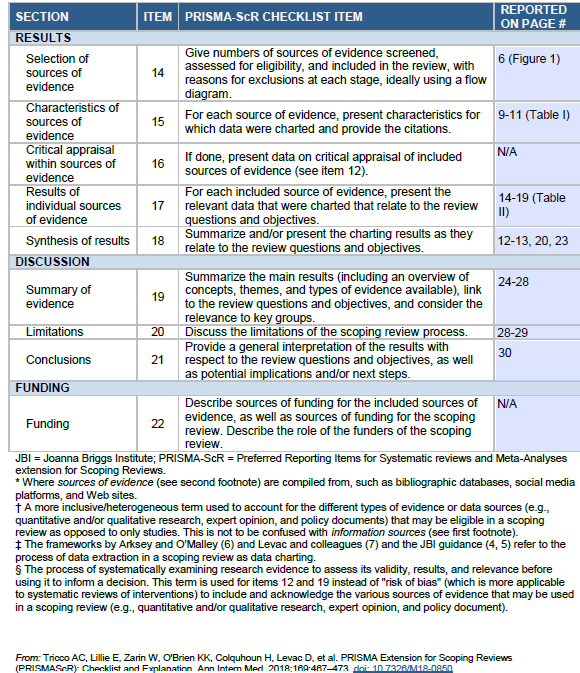 SECTION ITEM PRISMA-ScR CHECKLIST ITEM REPORTED ON PAGE #
RESULTS
Selection of sources of evidence 14 Give numbers of sources of evidence screened, assessed for eligibility, and included in the review, with reasons for exclusions at each stage, ideally using a flow diagram. 6 (Figure 1)
Characteristics of sources of evidence 15 For each source of evidence, present characteristics for which data were charted and provide the citations. 9-11 (Table I)
Critical appraisal within sources of evidence 16 If done, present data on critical appraisal of included sources of evidence (see item 12). N/A
Results of individual sources of evidence 17 For each included source of evidence, present the relevant data that were charted that relate to the review questions and objectives. 14-19 (Table II)
Synthesis of results 18 Summarize and/or present the charting results as they relate to the review questions and objectives. 12-13, 20, 23
DISCUSSION
Summary of evidence 19 Summarize the main results (including an overview of concepts, themes, and types of evidence available), link to the review questions and objectives, and consider the relevance to key groups. 24-28
Limitations 20 Discuss the limitations of the scoping review process. 28-29
Conclusions 21 Provide a general interpretation of the results with respect to the review questions and objectives, as well as potential implications and/or next steps. 30
FUNDING
Funding 22 Describe sources of funding for the included sources of evidence, as well as sources of funding for the scoping review. Describe the role of the funders of the scoping review. N/A
JBI = Joanna Briggs Institute; PRISMA-ScR = Preferred Reporting Items for Systematic reviews and Meta-Analyses
extension for Scoping Reviews.
* Where sources of evidence (see second footnote) are compiled from, such as bibliographic databases, social media
platforms, and Web sites.
† A more inclusive/heterogeneous term used to account for the different types of evidence or data sources (e.g.,
quantitative and/or qualitative research, expert opinion, and policy documents) that may be eligible in a scoping
review as opposed to only studies. This is not to be confused with information sources (see first footnote).
‡ The frameworks by Arksey and O'Malley (6) and Levac and colleagues (7) and the JBI guidance (4, 5) refer to the
process of data extraction in a scoping review as data charting.
§ The process of systematically examining research evidence to assess its validity, results, and relevance before
using it to inform a decision. This term is used for items 12 and 19 instead of "risk of bias" (which is more applicable
to systematic reviews of interventions) to include and acknowledge the various sources of evidence that may be used
in a scoping review (e.g., quantitative and/or qualitative research, expert opinion, and policy document).
From: Tricco AC, Lillie E, Zarin W, O'Brien KK, Colquhoun H, Levac D, et al. PRISMA Extension for Scoping Reviews
(PRISMAScR): Checklist and Explanation. Ann Intern Med. 2018;169:467–473. doi: 10.7326/M18-0850